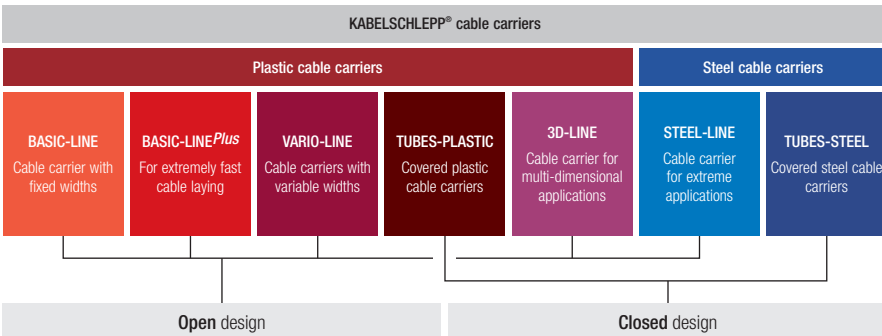 KABELSCHLEPP® cable carriers
Plastic cable carriers
Steel cable carriers
BASIC-LINE
Cable carrier with
fixed widths
BASIC-LINEPlus
For extremely fast
cable laying
VARIO-LINE
Cable carriers with
variable widths
TUBES-PLASTIC
Covered plastic
cable carriers
3D-LINE
Cable carrier for
multi-dimensional
applications
STEEL-LINE
Cable carrier
for extreme
applications
TUBES-STEEL
Covered steel cable
carriers
Open design
Closed design